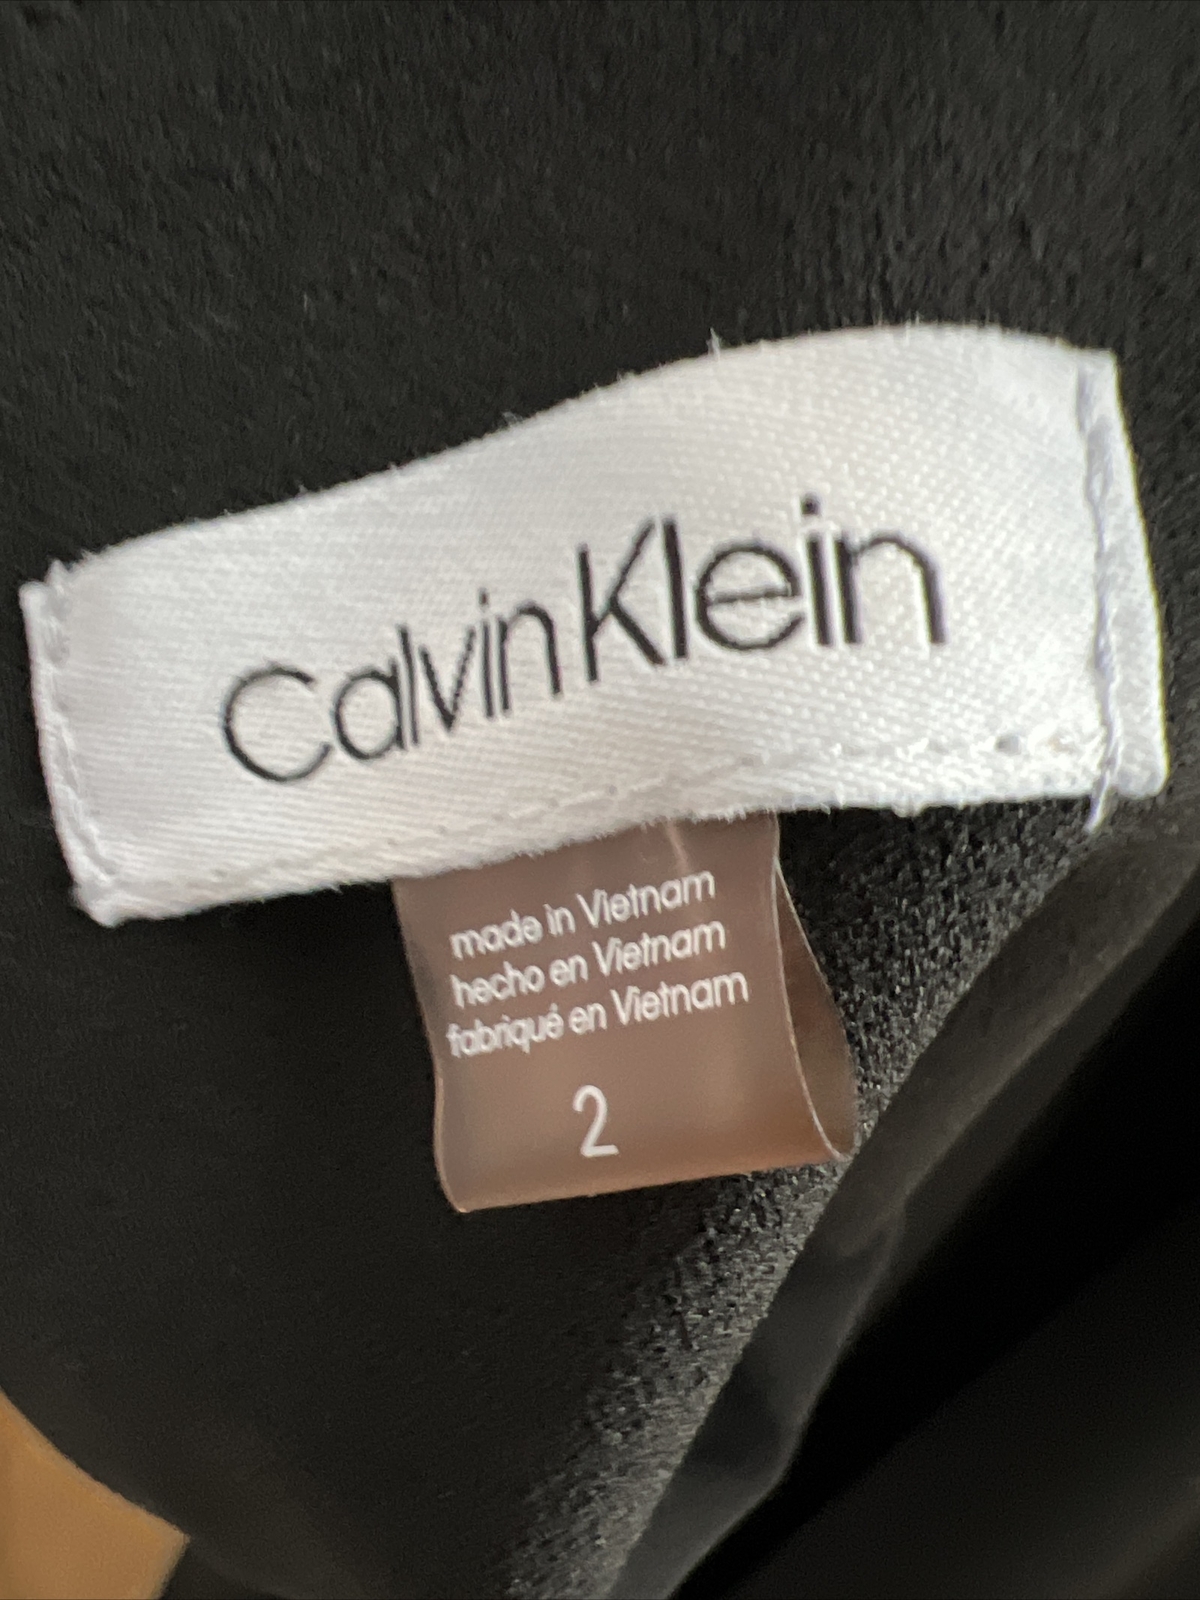 Calvin Klein
made in Vietnam
hecho en Vietnam
fabriqué en Vietnam
2